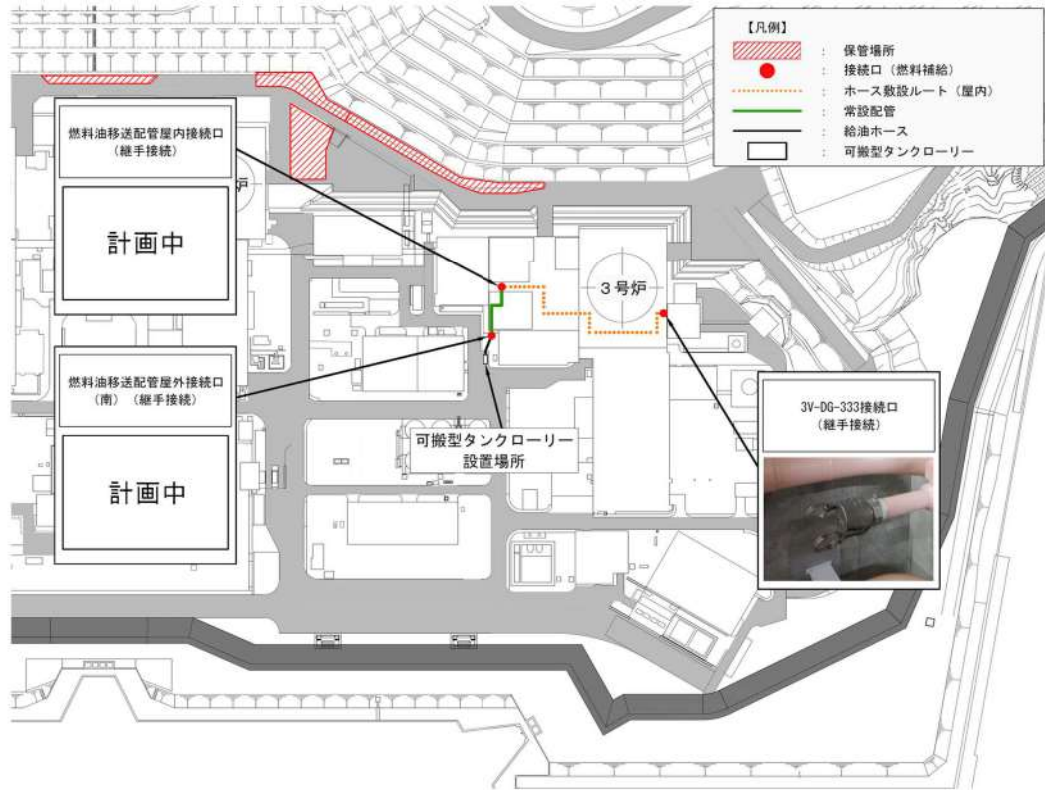 【凡例】
： 保管場所
： 接続口（燃料補給）
： ホース敷設ルート（屋内）
： 常設配管
： 給油ホース
： 可搬型タンクローリー
燃料油移送配管屋内接続口
（継手接続）
計画中
炉
３号炉
燃料油移送配管屋外接続口
（南）（継手接続）
計画中
可搬型タンクローリー
設置場所
3V-DG-333接続口
（継手接続）